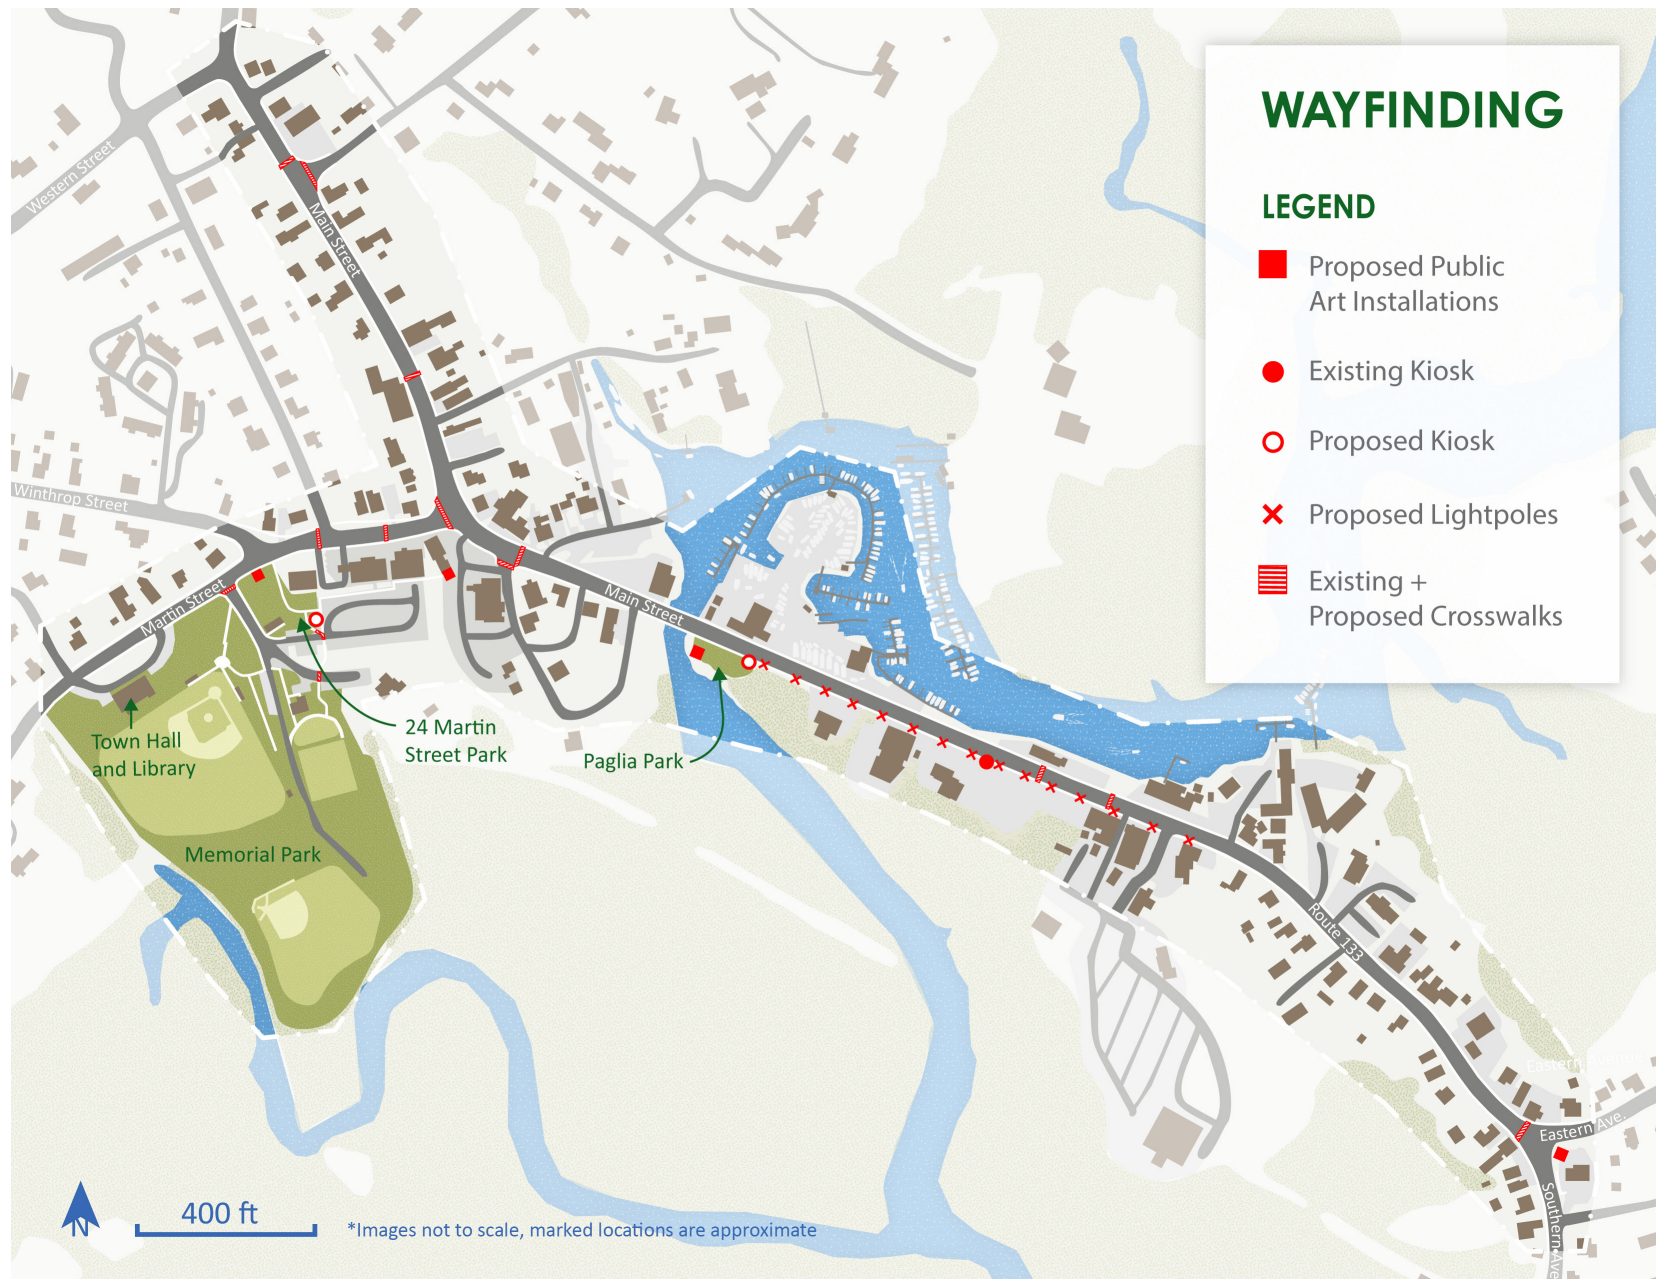 WAYFINDING
LEGEND
Proposed Public
Art Installations
Existing Kiosk
Proposed Kiosk
Proposed Lightpoles
Existing +
Proposed Crosswalks
Western Street
Main Street
Winthrop Street
Martin Street
Main Street
Town Hall
and Library
24 Martin
Street Park
Paglia Park
Memorial Park
Route 133
Eastern
Eastern Ave.
Southern Ave
N
400 ft
*Images not to scale, marked locations are approximate